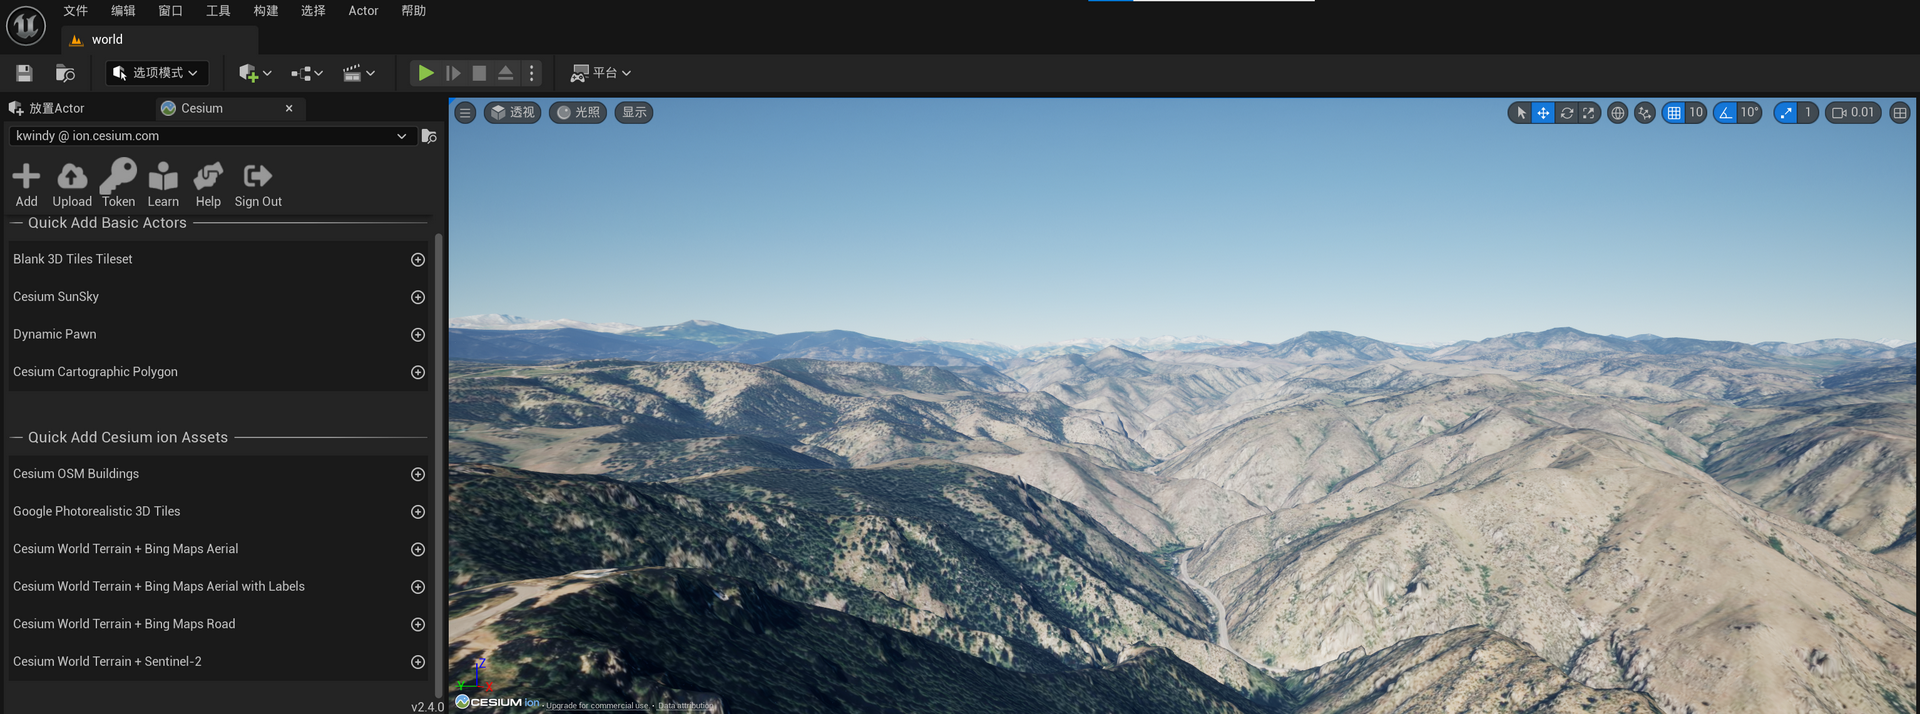 文件 编辑 窗口 工具 构建 选择 Actor 帮助
world
选项模式 平台
放置Actor Cesium
透视 光照 显示 10 10° 1 0.01
kwindy @ ion.cesium.com
Add Upload Token Learn Help Sign Out
Quick Add Basic Actors
Blank 3D Tiles Tileset
Cesium SunSky
Dynamic Pawn
Cesium Cartographic Polygon
Quick Add Cesium ion Assets
Cesium OSM Buildings
Google Photorealistic 3D Tiles
Cesium World Terrain + Bing Maps Aerial
Cesium World Terrain + Bing Maps Aerial with Labels
Cesium World Terrain + Bing Maps Road
Cesium World Terrain + Sentinel-2
v2.4.0
Z
Y X
CESIUM ion . Upgrade for commercial use. · Data attribution